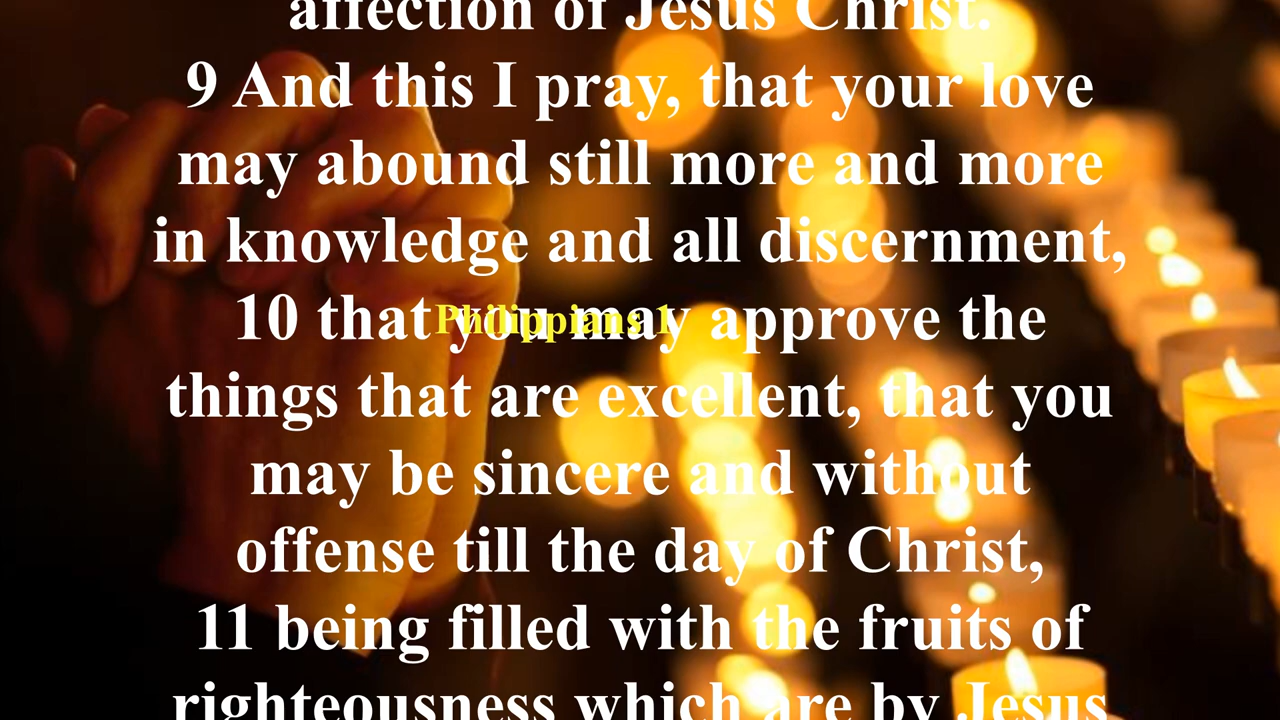 affection of Jesus Christ.
9 And this I pray, that your love
may abound still more and more
in knowledge and all discernment,
10 that you may approve the
Philippians 1
things that are excellent, that you
may be sincere and without
offense till the day of Christ,
11 being filled with the fruits of
righteousness which are by Jesus